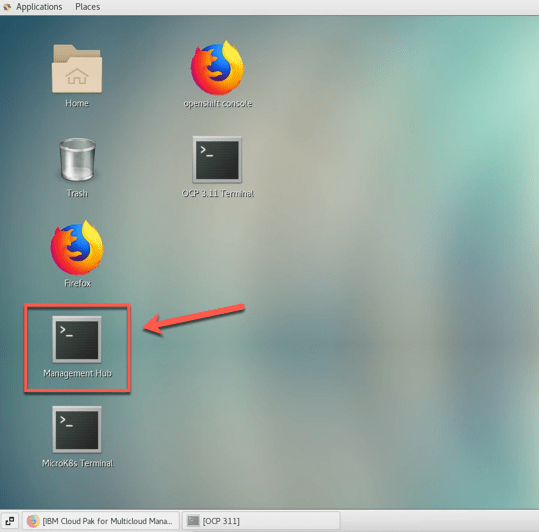 Applications Places
Home
openshift console
Trash
OCP 3.11 Terminal
Firefox
>_
Management Hub
MicroK8s Terminal
[IBM Cloud Pak for Multicloud Mana...
[OCP 311]